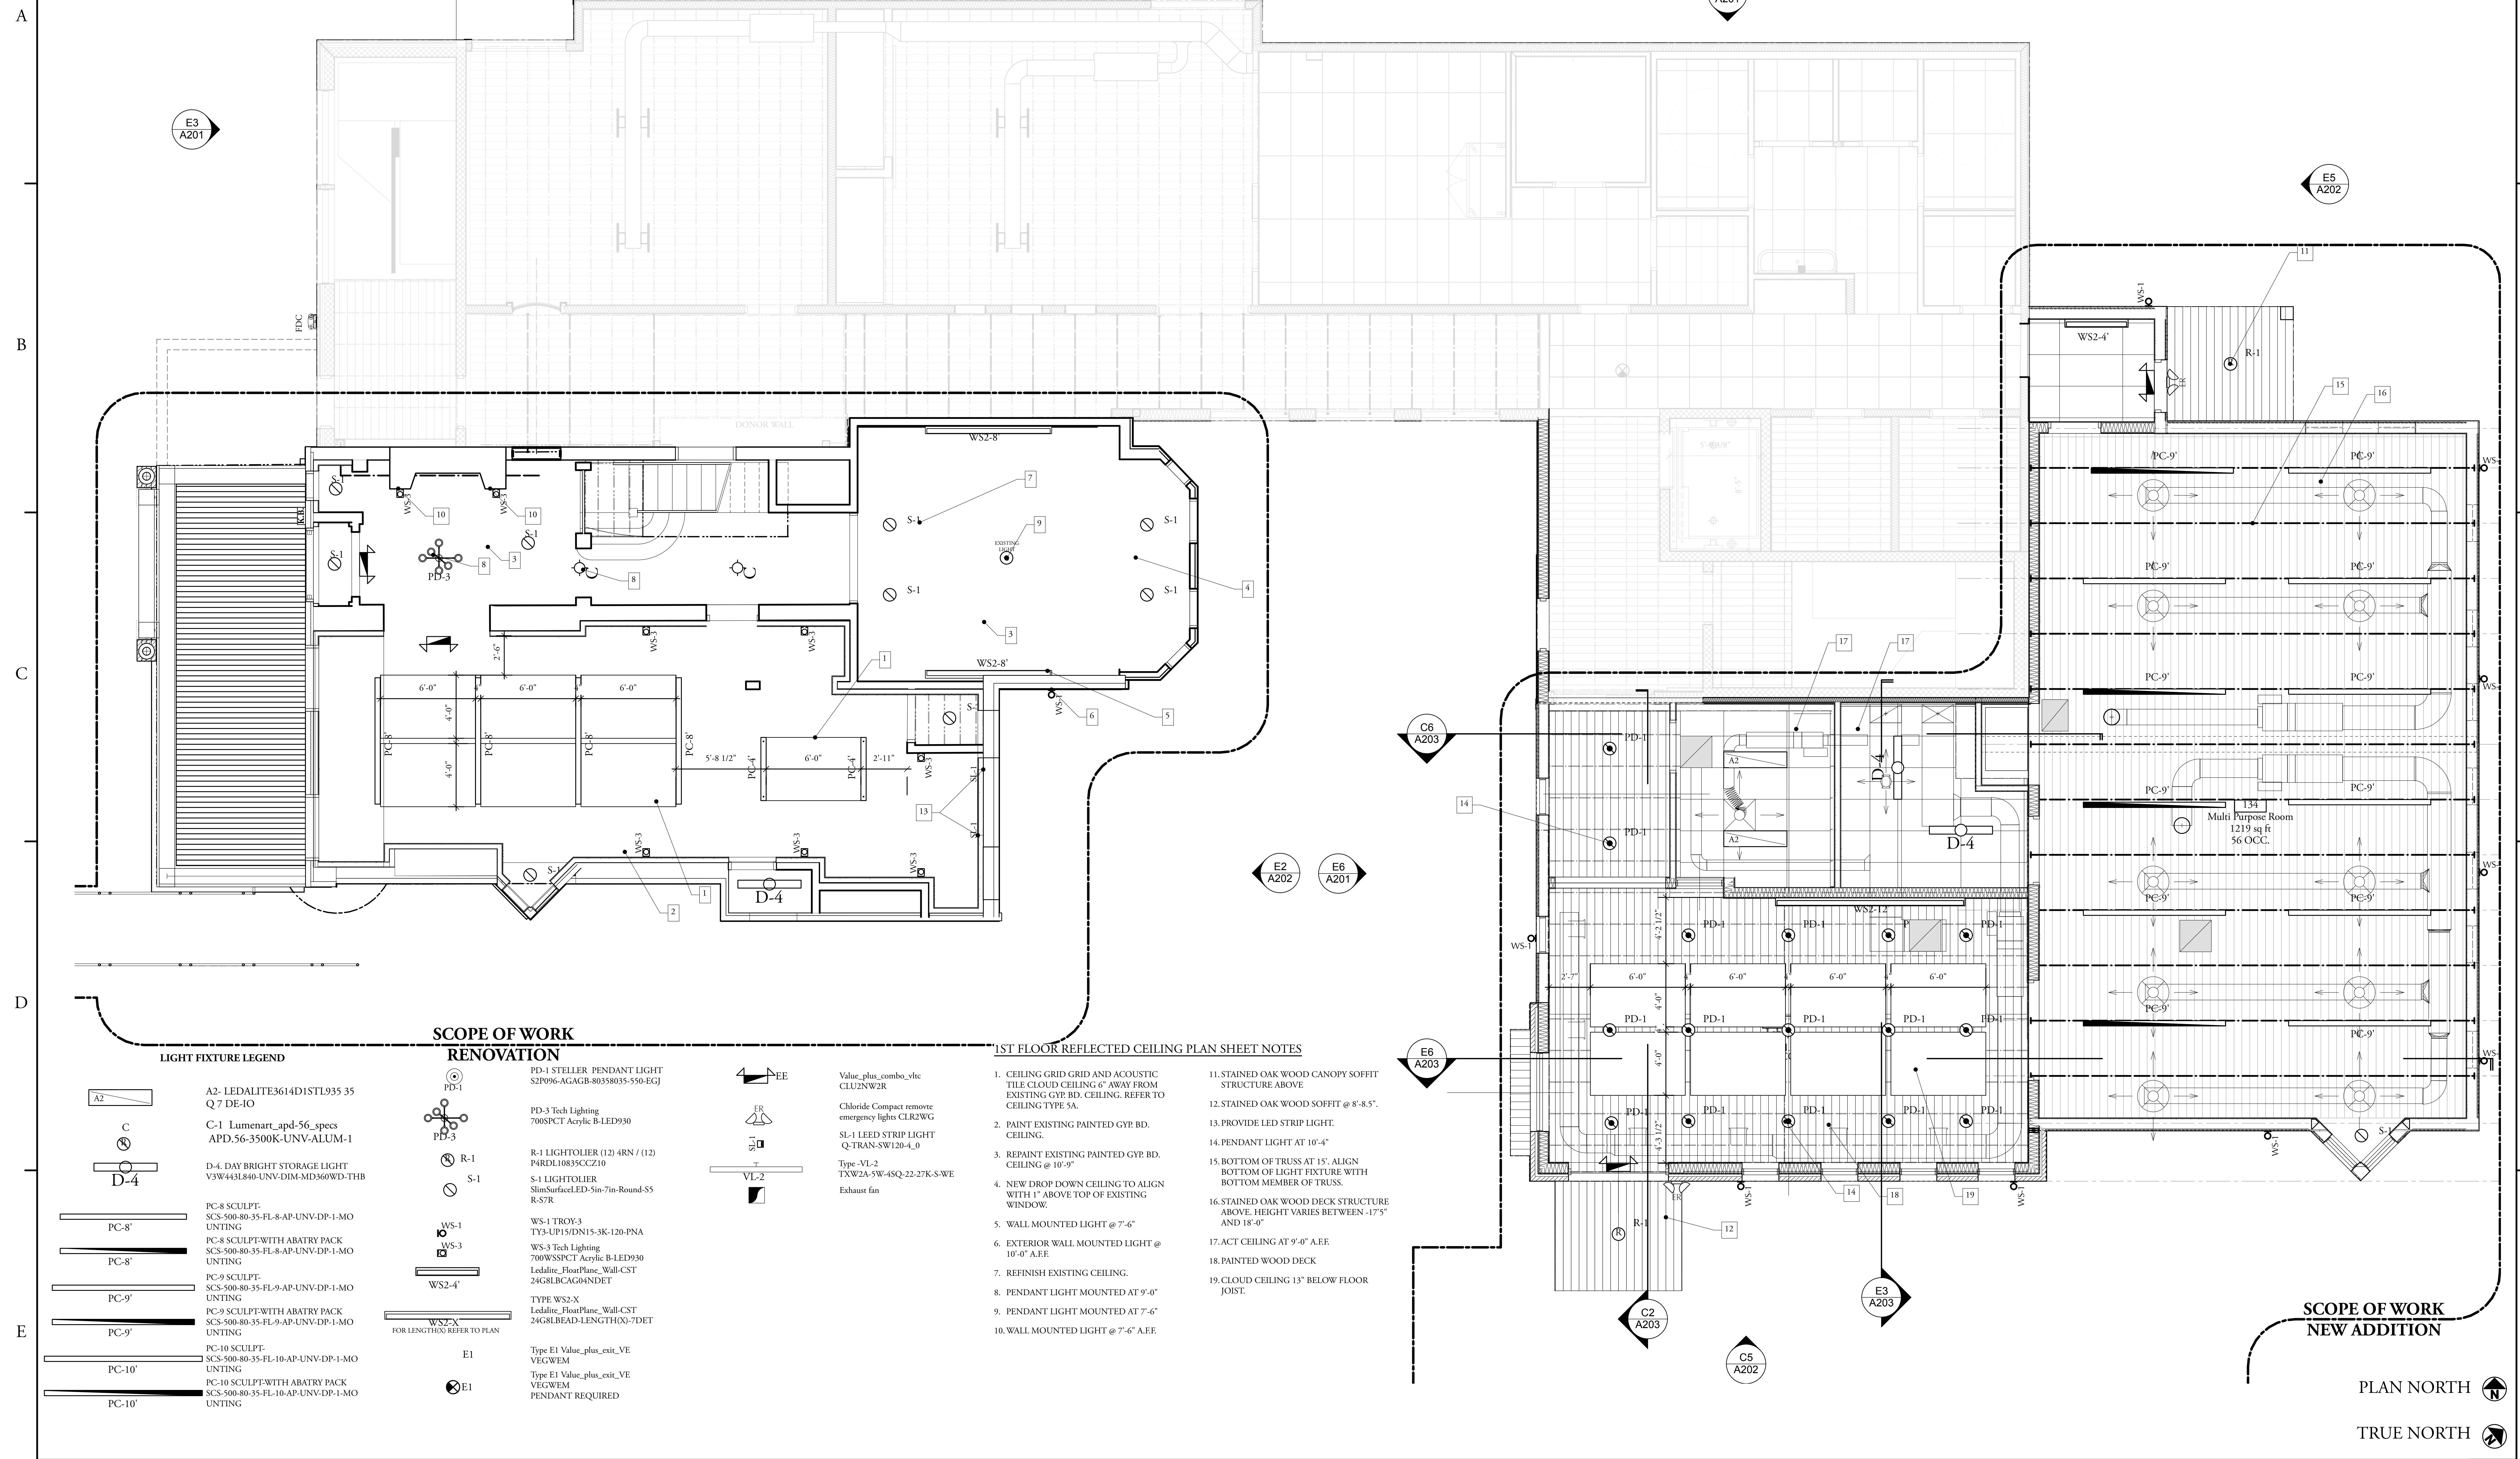 A
A201
E3
A201
E5
A202
11
WS-1
B
FDC
WS2-4'
R-1
ER
15
16
DONOR WALL
WS2-8'
PC-9'
PC-9'
7
S-1
WS-3
WS-3
10
10
K.B.
S-1
S-1
S-1
9
EXISTING
LIGHT
S-1
3
8
PD-3
C
8
C
PC-9'
PC-9'
S-1
S-1
4
3
WS-3
WS-3
2'-6"
1
17
17
C
WS2-8'
PC-9'
PC-9'
6'-0"
4"
6'-0"
4"
6'-0"
4'-0"
WS-1
6
5
S-1
PC-8'
PC-8'
PC-8'
PC-8'
C6
A203
PD-1
5'-8 1/2"
PC-4'
6'-0"
PC-4'
2'-11"
WS-3
SL-1
A2
D-4
4'-0"
PC-9'
PC-9'
134
Multi Purpose Room
1219 sq ft
56 OCC.
14
13
SL-1
PD-1
A2
D-4
WS-3
WS-3
WS-3
S-1
D-4
1
2
E2
A202
E6
A201
PC-9'
PC-9'
WS2-12
4'-2 1/2"
PD-1
PD-1
PD-1
WS-1
2'-7"
6'-0"
4"
6'-0"
4"
6'-0"
4"
6'-0"
D
4'-0"
PD-1
PD-1
PD-1
PD-1
PD-1
PC-9'
PC-9'
4'-0"
E6
A203
19
PD-1
PD-1
PD-1
PD-1
PD-1
4'-3 1/2"
S-1
WS-1
WS-1
ER
R-1
R
12
14
18
C2
A203
E3
A203
C5
A202
SCOPE OF WORK
RENOVATION
LIGHT FIXTURE LEGEND
A2
A2- LEDALITE3614D1STL935 35
Q 7 DE-IO
C
C-1 Lumenart_apd-56_specs
APD.56-3500K-UNV-ALUM-1
D-4
D-4. DAY BRIGHT STORAGE LIGHT
V3W443L840-UNV-DIM-MD360WD-THB
PC-8'
PC-8 SCULPT-
SCS-500-80-35-FL-8-AP-UNV-DP-1-MO
UNTING
PC-8'
PC-8 SCULPT-WITH ABATRY PACK
SCS-500-80-35-FL-8-AP-UNV-DP-1-MO
UNTING
PC-9'
PC-9 SCULPT-
SCS-500-80-35-FL-9-AP-UNV-DP-1-MO
UNTING
PC-9'
PC-9 SCULPT-WITH ABATRY PACK
SCS-500-80-35-FL-9-AP-UNV-DP-1-MO
UNTING
PC-10'
PC-10 SCULPT-
SCS-500-80-35-FL-10-AP-UNV-DP-1-MO
UNTING
PC-10'
PC-10 SCULPT-WITH ABATRY PACK
SCS-500-80-35-FL-10-AP-UNV-DP-1-MO
UNTING
PD-1
PD-1 STELLER PENDANT LIGHT
S2P096-AGAGB-80358035-550-EGJ
PD-3
PD-3 Tech Lighting
700SPCT Acrylic B-LED930
R-1
R-1 LIGHTOLIER (12) 4RN / (12)
P4RDL10835CCZ10
S-1
S-1 LIGHTOLIER
SlimSurfaceLED-5in-7in-Round-S5
R-S7R
WS-1
WS-1 TROY-3
TY3-UP15/DN15-3K-120-PNA
WS-3
WS-3 Tech Lighting
700WSSPCT Acrylic B-LED930
WS2-4'
Ledalite_FloatPlane_Wall-CST
24G8LBCAG04NDET
WS2-X
FOR LENGTH(X) REFER TO PLAN
TYPE WS2-X
Ledalite_FloatPlane_Wall-CST
24G8LBEAD-LENGTH(X)-7DET
E1
Type E1 Value_plus_exit_VE
VEGWEM
E1
Type E1 Value_plus_exit_VE
VEGWEM
PENDANT REQUIRED
EE
Value_plus_combo_vltc
CLU2NW2R
ER
Chloride Compact removte
emergency lights CLR2WG
SL-1
SL-1 LEED STRIP LIGHT
Q-TRAN-SW120-4_0
VL-2
Type -VL-2
TXW2A-5W-4SQ-22-27K-S-WE
Exhaust fan
1ST FLOOR REFLECTED CEILING PLAN SHEET NOTES
1. CEILING GRID GRID AND ACOUSTIC
TILE CLOUD CEILING 6" AWAY FROM
EXISTING GYP. BD. CEILING. REFER TO
CEILING TYPE 5A.
2. PAINT EXISTING PAINTED GYP. BD.
CEILING.
3. REPAINT EXISTING PAINTED GYP. BD.
CEILING @ 10'-9"
4. NEW DROP DOWN CEILING TO ALIGN
WITH 1" ABOVE TOP OF EXISTING
WINDOW.
5. WALL MOUNTED LIGHT @ 7'-6"
6. EXTERIOR WALL MOUNTED LIGHT @
10'-0" A.F.F.
7. REFINISH EXISTING CEILING.
8. PENDANT LIGHT MOUNTED AT 9'-0"
9. PENDANT LIGHT MOUNTED AT 7'-6"
10. WALL MOUNTED LIGHT @ 7'-6" A.F.F.
11. STAINED OAK WOOD CANOPY SOFFIT
STRUCTURE ABOVE
12. STAINED OAK WOOD SOFFIT @ 8'-8.5".
13. PROVIDE LED STRIP LIGHT.
14. PENDANT LIGHT AT 10'-4"
15. BOTTOM OF TRUSS AT 15'. ALIGN
BOTTOM OF LIGHT FIXTURE WITH
BOTTOM MEMBER OF TRUSS.
16. STAINED OAK WOOD DECK STRUCTURE
ABOVE. HEIGHT VARIES BETWEEN -17'5"
AND 18'-0"
17. ACT CEILING AT 9'-0" A.F.F.
18. PAINTED WOOD DECK
19. CLOUD CEILING 13" BELOW FLOOR
JOIST.
E
SCOPE OF WORK
NEW ADDITION
PLAN NORTH
N
TRUE NORTH
N